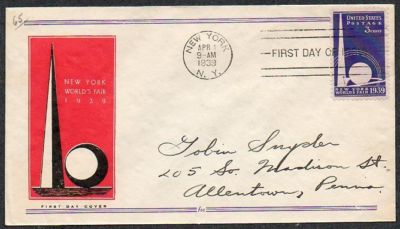 65
NEW YORK
APR 1
9-AM
1939
N. Y.
FIRST DAY OF
UNITED STATES
POSTAGE
3 CENTS
NEW YORK
WORLD'S FAIR 1939
NEW YORK
WORLD'S FAIR
1939
FIRST DAY COVER
Tobin Snyder
205 So. Madison St.
Allentown, Penna.